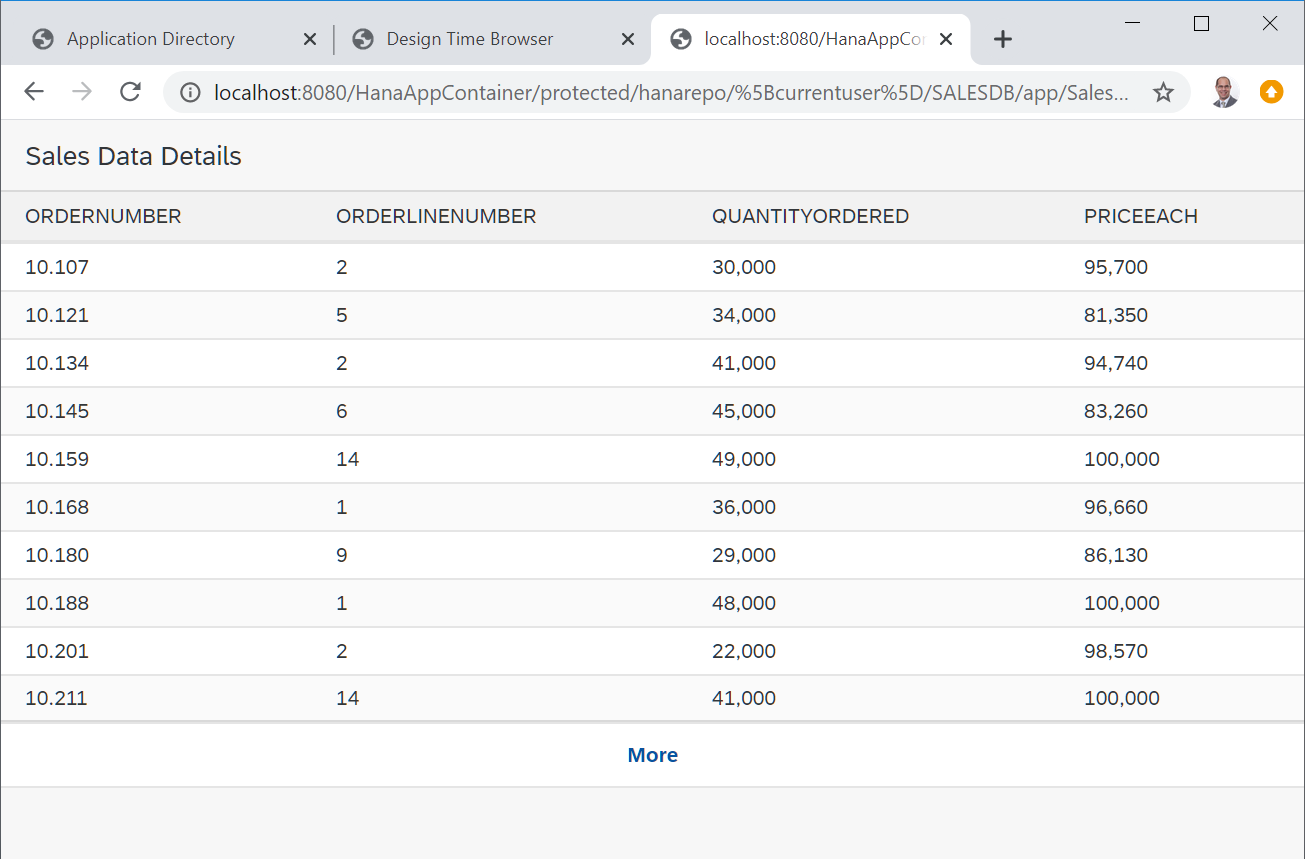 Application Directory Design Time Browser localhost:8080/HanaAppCo
localhost:8080/HanaAppContainer/protected/hanarepo/%5Bcurrentuser%5D/SALESDB/app/Sales...
Sales Data Details
ORDERNUMBER ORDERLINENUMBER QUANTITYORDERED PRICEEACH
10.107 2 30,000 95,700
10.121 5 34,000 81,350
10.134 2 41,000 94,740
10.145 6 45,000 83,260
10.159 14 49,000 100,000
10.168 1 36,000 96,660
10.180 9 29,000 86,130
10.188 1 48,000 100,000
10.201 2 22,000 98,570
10.211 14 41,000 100,000
More